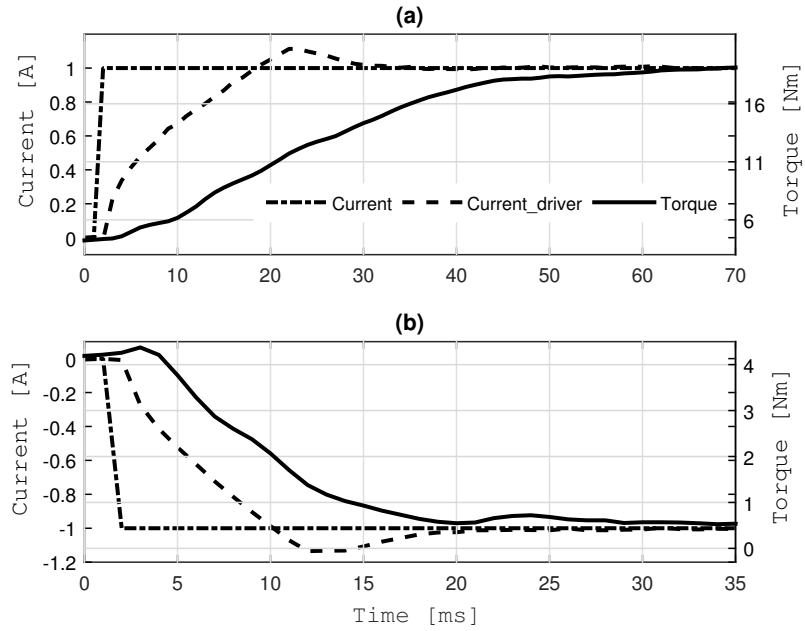 (a)
Current [A]
1
0.8
0.6
0.4
0.2
0
16
11
6
Torque [Nm]
Current
Current_driver
Torque
0 10 20 30 40 50 60 70
(b)
Current [A]
0
-0.2
-0.4
-0.6
-0.8
-1
-1.2
4
3
2
1
0
Torque [Nm]
0 5 10 15 20 25 30 35
Time [ms]